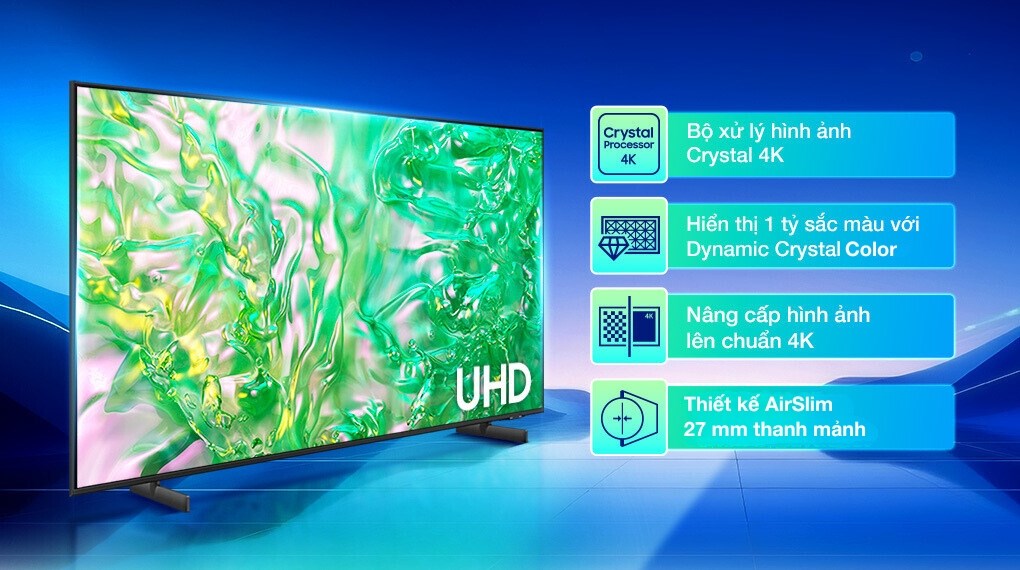 UHD
Crystal
Processor
4K
Bộ xử lý hình ảnh
Crystal 4K
Hiển thị 1 tỷ sắc màu với
Dynamic Crystal Color
4K
Nâng cấp hình ảnh
lên chuẩn 4K
Thiết kế AirSlim
27 mm thanh mảnh